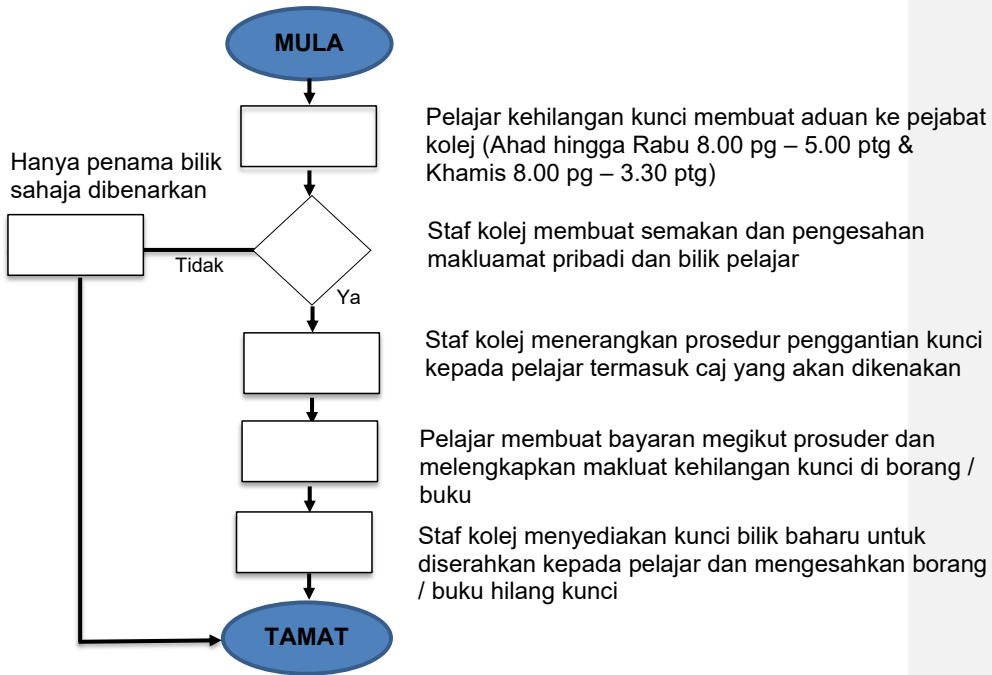 MULA
Pelajar kehilangan kunci membuat aduan ke pejabat
kolej (Ahad hingga Rabu 8.00 pg – 5.00 ptg &
Khamis 8.00 pg – 3.30 ptg)
Hanya penama bilik
sahaja dibenarkan
Staf kolej membuat semakan dan pengesahan
makluamat pribadi dan bilik pelajar
Tidak
Ya
Staf kolej menerangkan prosedur penggantian kunci
kepada pelajar termasuk caj yang akan dikenakan
Pelajar membuat bayaran megikut prosuder dan
melengkapkan makluat kehilangan kunci di borang /
buku
Staf kolej menyediakan kunci bilik baharu untuk
diserahkan kepada pelajar dan mengesahkan borang
/ buku hilang kunci
TAMAT